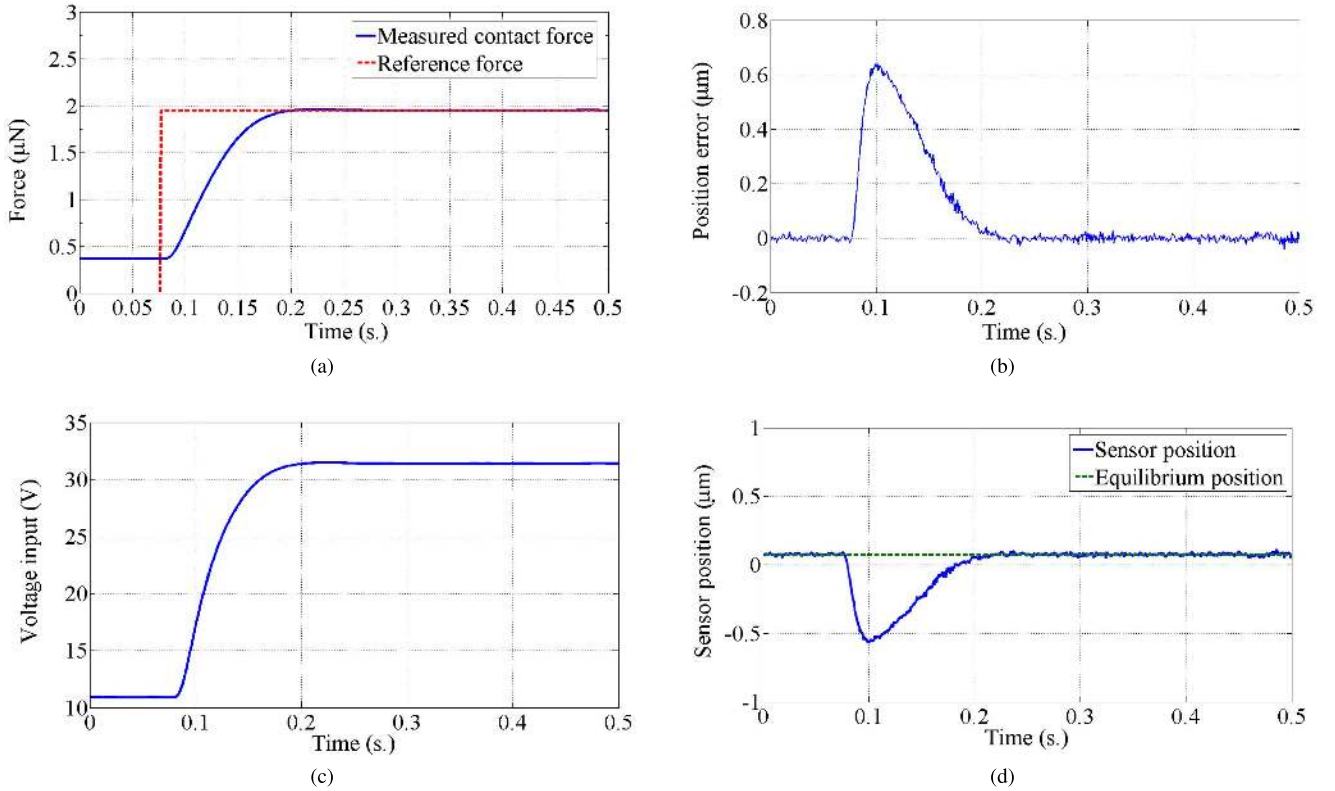 3
2.5
2
1.5
1
0.5
0
Force (μN)
Measured contact force
Reference force
0 0.05 0.1 0.15 0.2 0.25 0.3 0.35 0.4 0.45 0.5
Time (s.)
(a)
0.8
0.6
0.4
0.2
0
-0.2
Position error (μm)
0 0.1 0.2 0.3 0.4 0.5
Time (s.)
(b)
35
30
25
20
15
10
Voltage input (V)
0 0.1 0.2 0.3 0.4 0.5
Time (s.)
(c)
1
0.5
0
-0.5
-1
Sensor position (μm)
Sensor position
Equilibrium position
0 0.1 0.2 0.3 0.4 0.5
Time (s.)
(d)